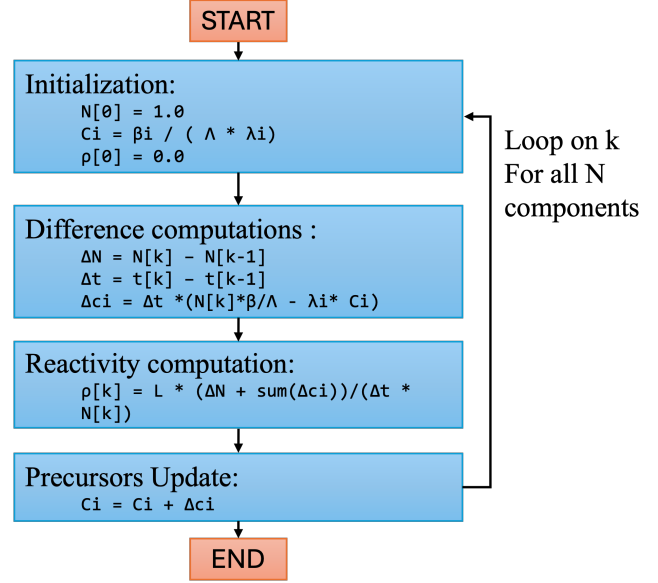 START
Initialization:
N[0] = 1.0
Ci = βi / ( Λ * λi)
ρ[0] = 0.0
Loop on k
For all N
components
Difference computations :
ΔN = N[k] − N[k-1]
Δt = t[k] − t[k-1]
Δci = Δt *(N[k]*β/Λ - λi* Ci)
Reactivity computation:
ρ[k] = L * (ΔN + sum(Δci))/(Δt *
N[k])
Precursors Update:
Ci = Ci + Δci
END